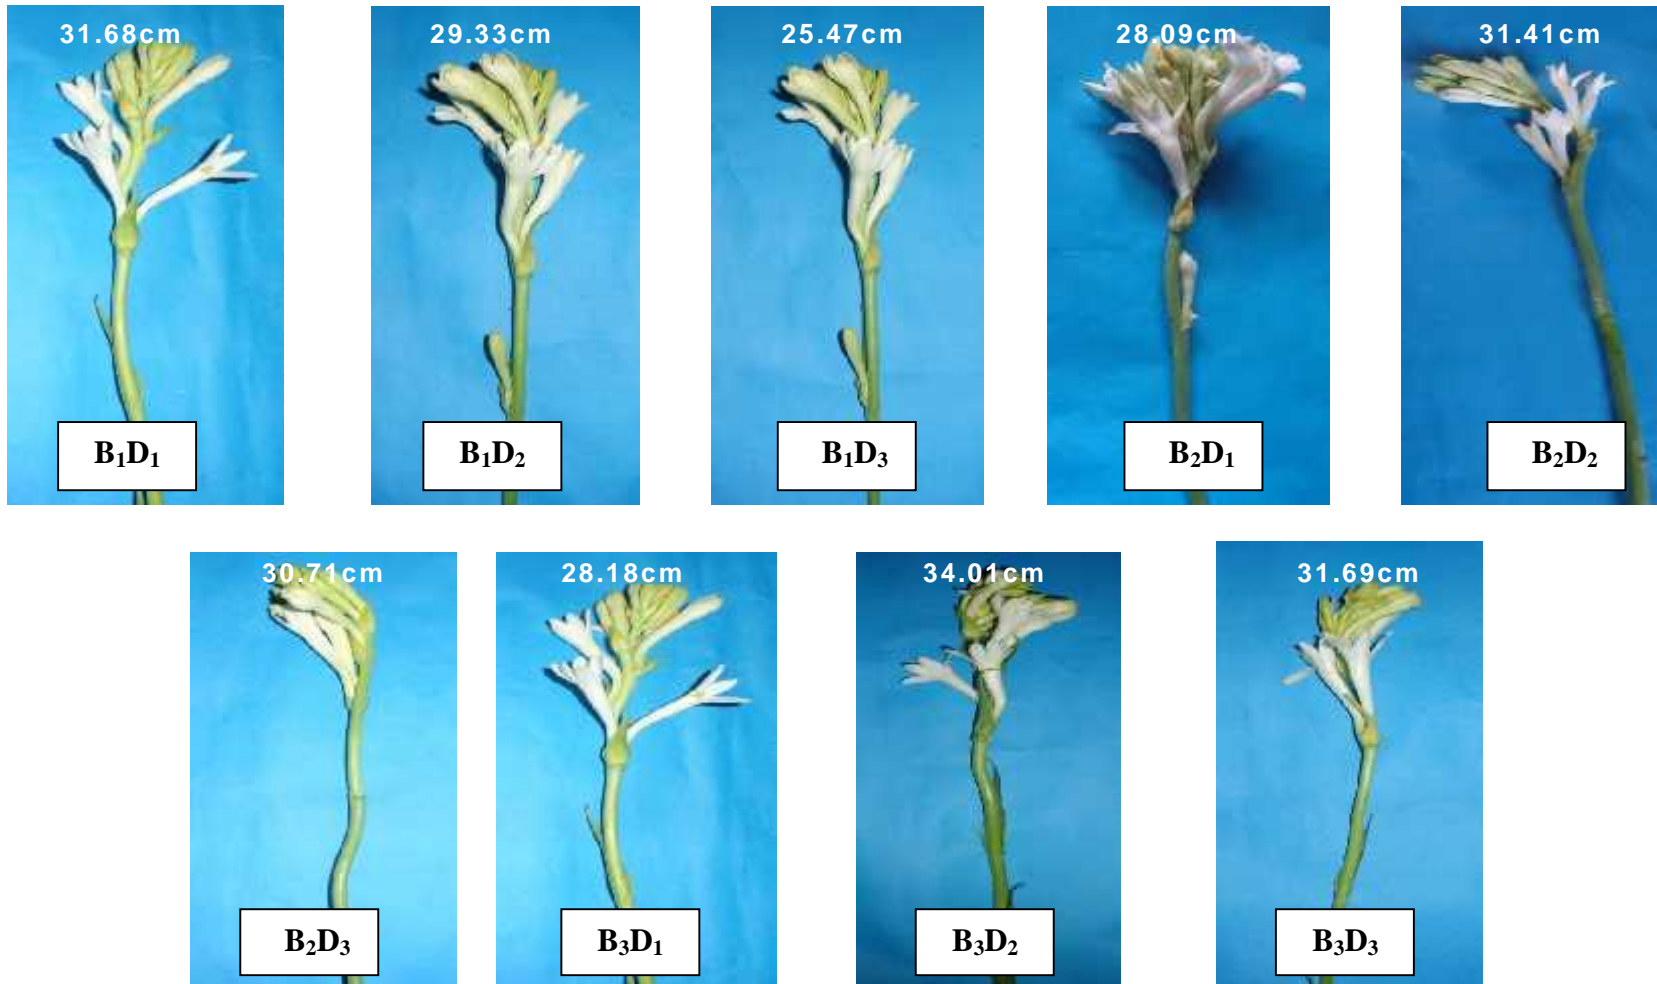 31.68cm
29.33cm
25.47cm
28.09cm
31.41cm
B₁D₁
B₁D₂
B₁D₃
B₂D₁
B₂D₂
30.71cm
28.18cm
34.01cm
31.69cm
B₂D₃
B₃D₁
B₃D₂
B₃D₃